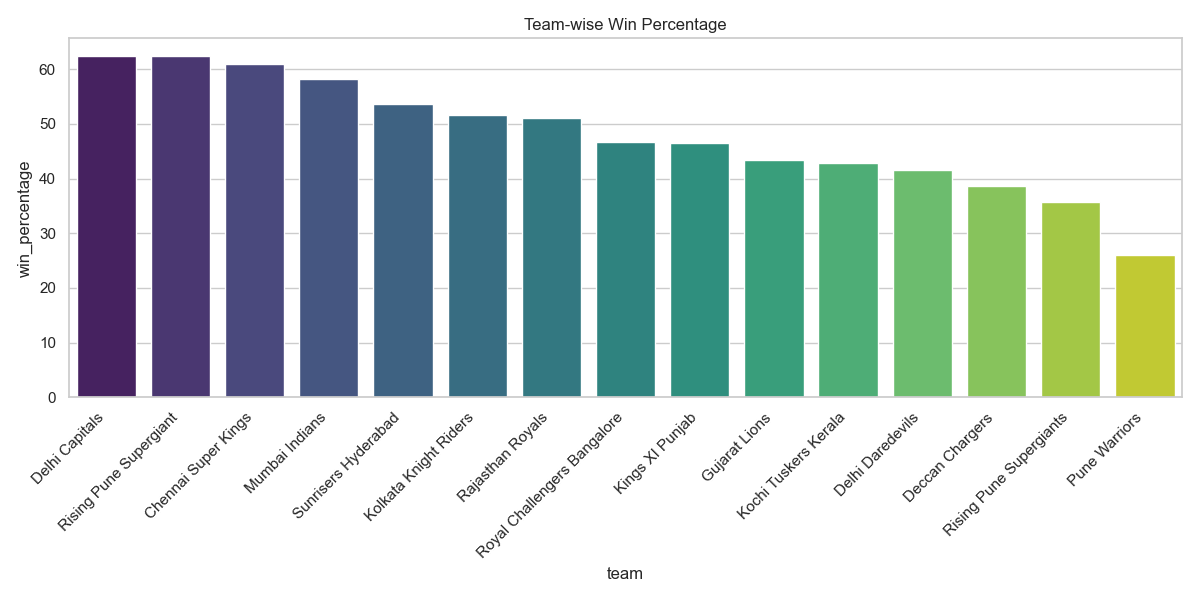 Team-wise Win Percentage
win_percentage
60
50
40
30
20
10
0
Delhi Capitals
Rising Pune Supergiant
Chennai Super Kings
Mumbai Indians
Sunrisers Hyderabad
Kolkata Knight Riders
Rajasthan Royals
Royal Challengers Bangalore
Kings XI Punjab
Gujarat Lions
Kochi Tuskers Kerala
Delhi Daredevils
Deccan Chargers
Rising Pune Supergiants
Pune Warriors
team